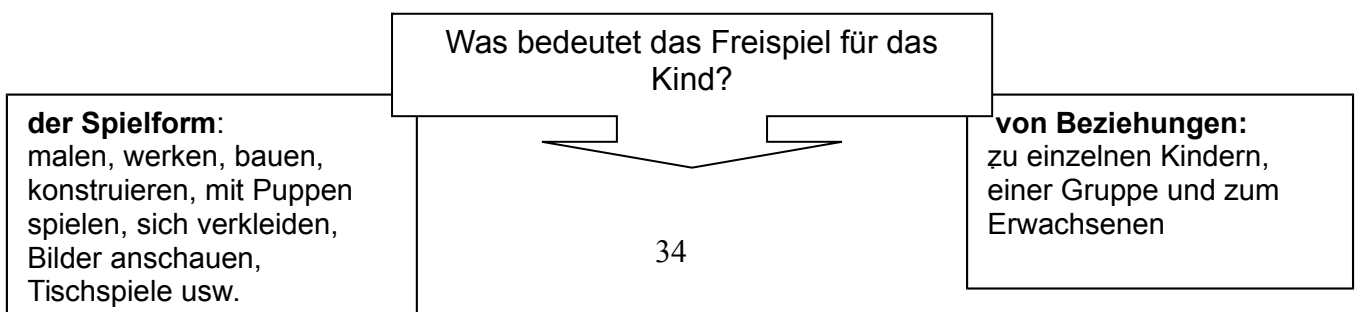 Was bedeutet das Freispiel für das
Kind?
der Spielform:
malen, werken, bauen,
konstruieren, mit Puppen
spielen, sich verkleiden,
Bilder anschauen,
Tischspiele usw.
von Beziehungen:
zu einzelnen Kindern,
einer Gruppe und zum
Erwachsenen
34